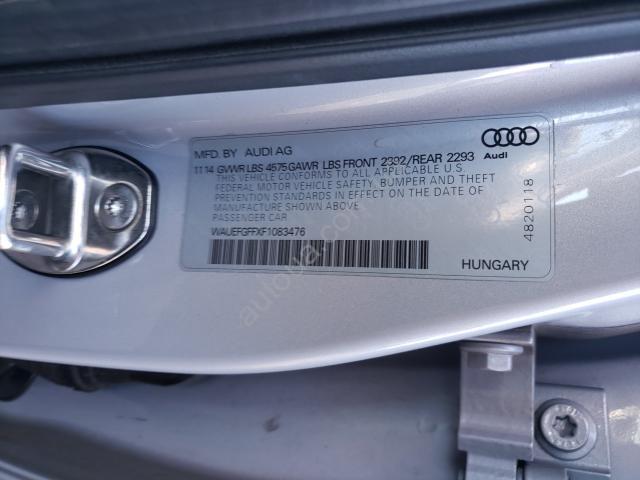 MFD. BY AUDI AG
11 14 GVWR LBS 4575 GAWR LBS FRONT 2392/REAR 2293
THIS VEHICLE CONFORMS TO ALL APPLICABLE U.S.
FEDERAL MOTOR VEHICLE SAFETY, BUMPER AND THEFT
PREVENTION STANDARDS IN EFFECT ON THE DATE OF
MANUFACTURE SHOWN ABOVE.
PASSENGER CAR
WAUEFGFFXF1083476
Audi
4820118
HUNGARY